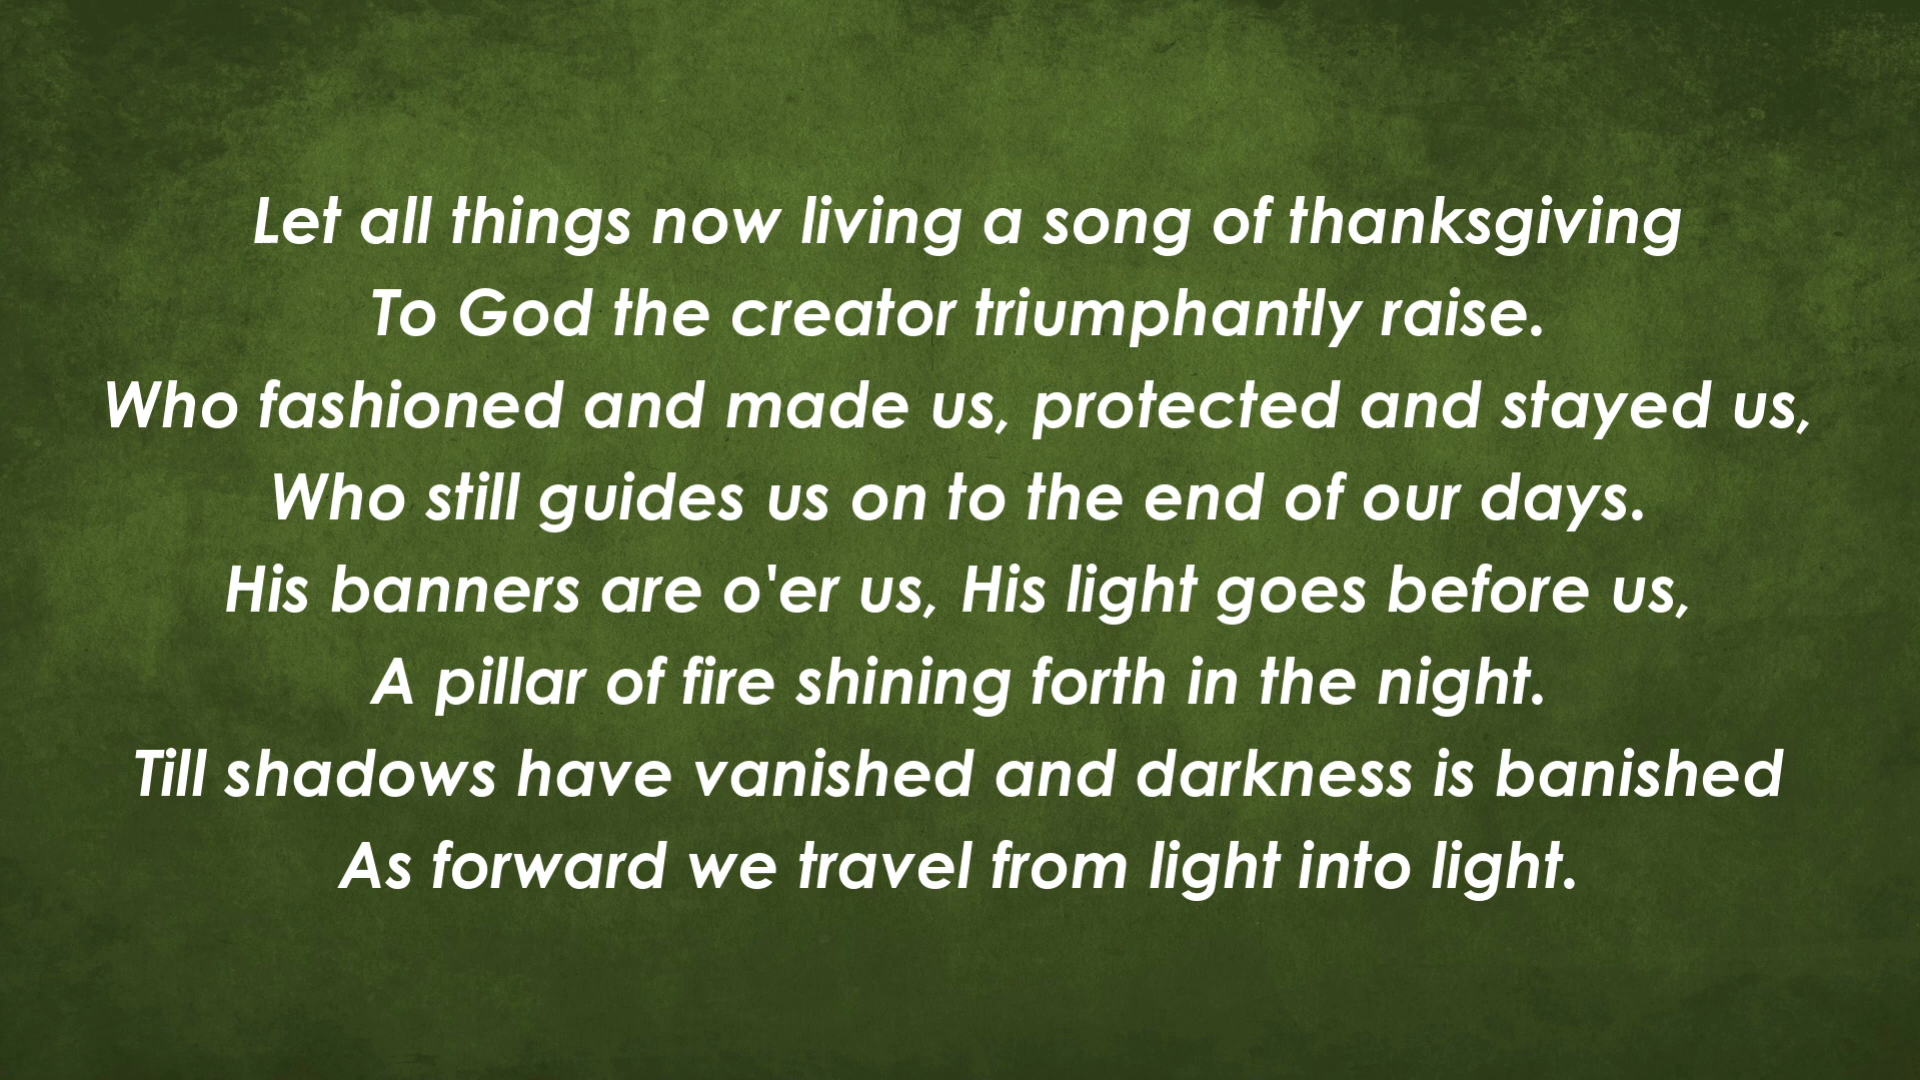 Let all things now living a song of thanksgiving
To God the creator triumphantly raise.
Who fashioned and made us, protected and stayed us,
Who still guides us on to the end of our days.
His banners are o'er us, His light goes before us,
A pillar of fire shining forth in the night.
Till shadows have vanished and darkness is banished
As forward we travel from light into light.